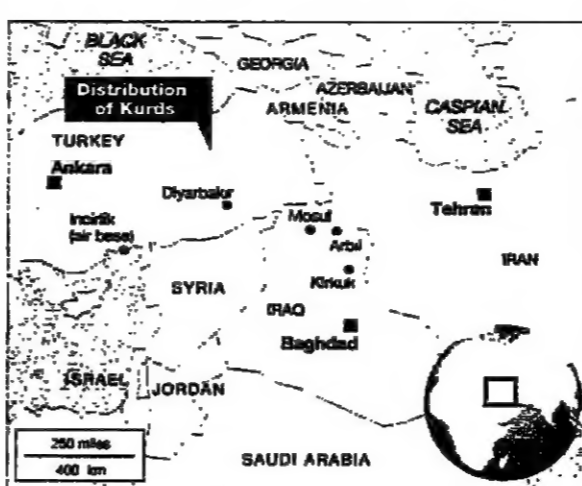 BLACK
SEA
GEORGIA
Distribution
of Kurds
AZERBAIJAN
ARMENIA
CASPIAN
SEA
TURKEY
Ankara
Diyarbakir
Mosul
Arbil
Tehran
Incirlik
(air base)
IRAN
Kirkuk
SYRIA
IRAQ
Baghdad
ISRAEL
JORDAN
250 miles
400 km
SAUDI ARABIA